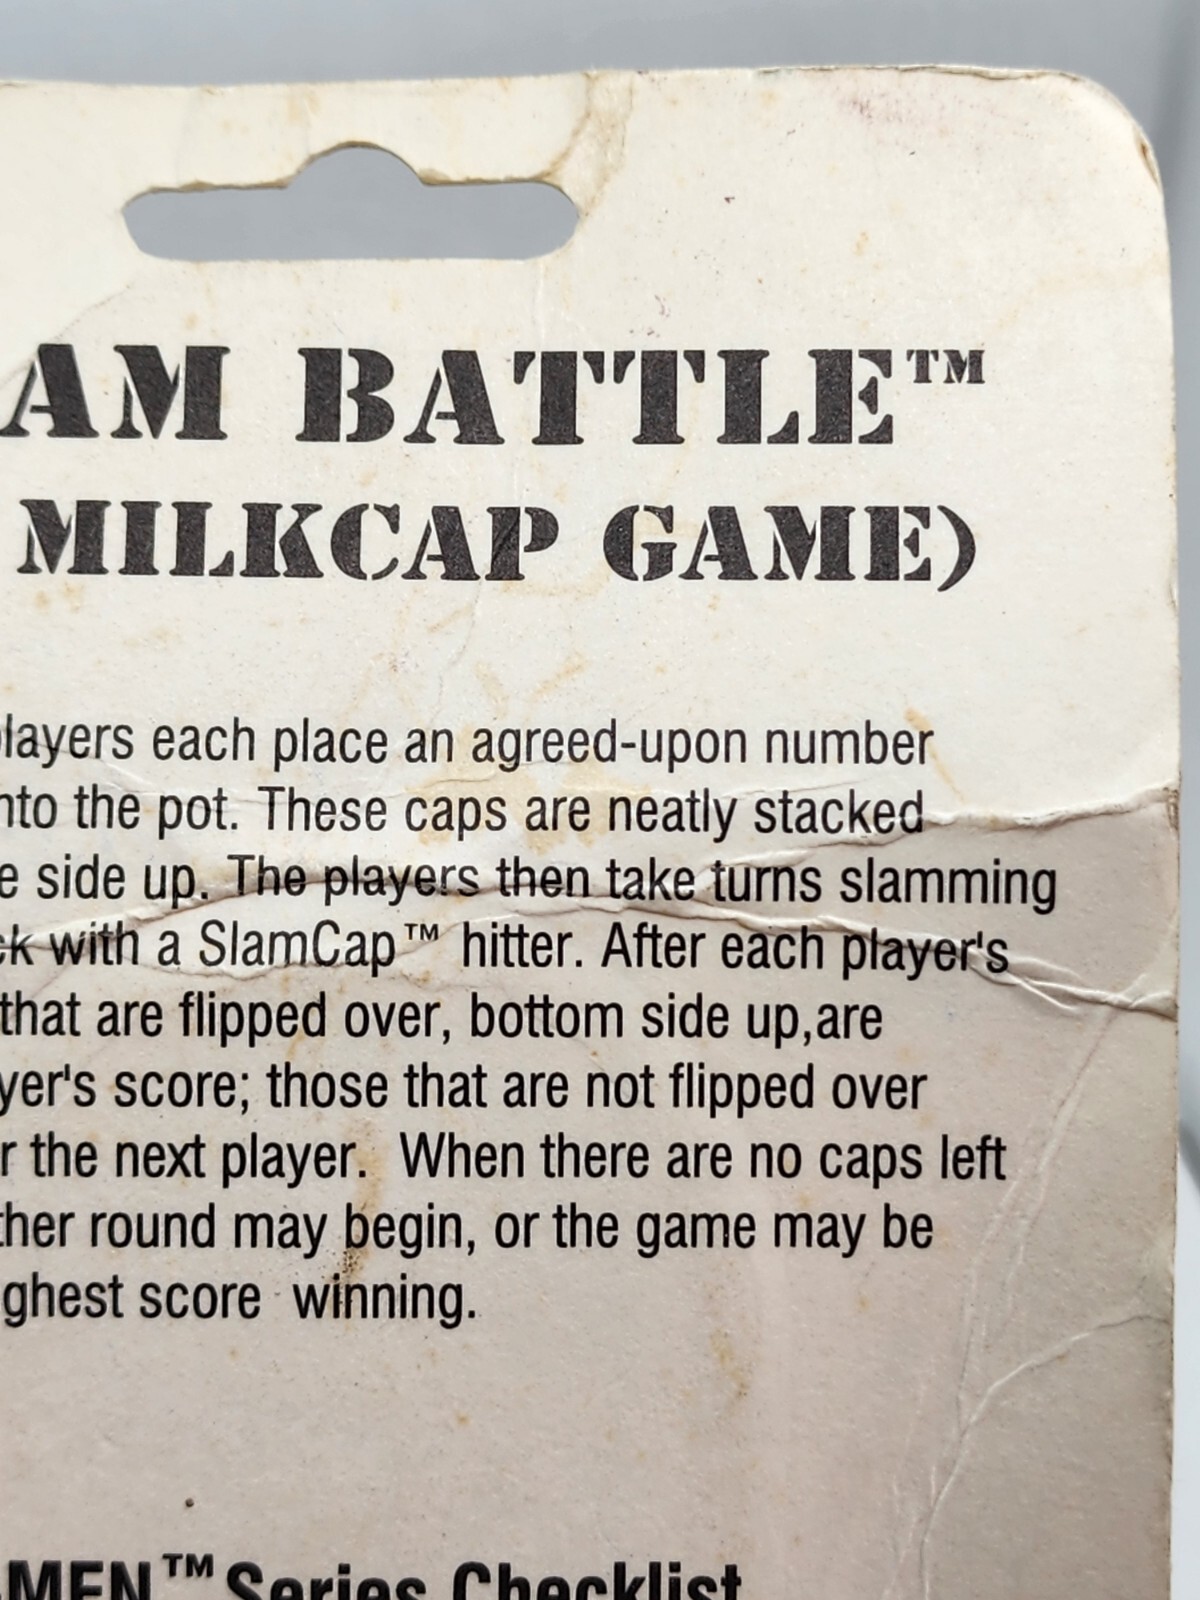 AM BATTLE™
MILKCAP GAME)
players each place an agreed-upon number
nto the pot. These caps are neatly stacked
e side up. The players then take turns slamming
ck with a SlamCap™ hitter. After each player's
that are flipped over, bottom side up,are
yer's score; those that are not flipped over
r the next player. When there are no caps left
ther round may begin, or the game may be
ghest score winning.
-MEN™ Series Checklist